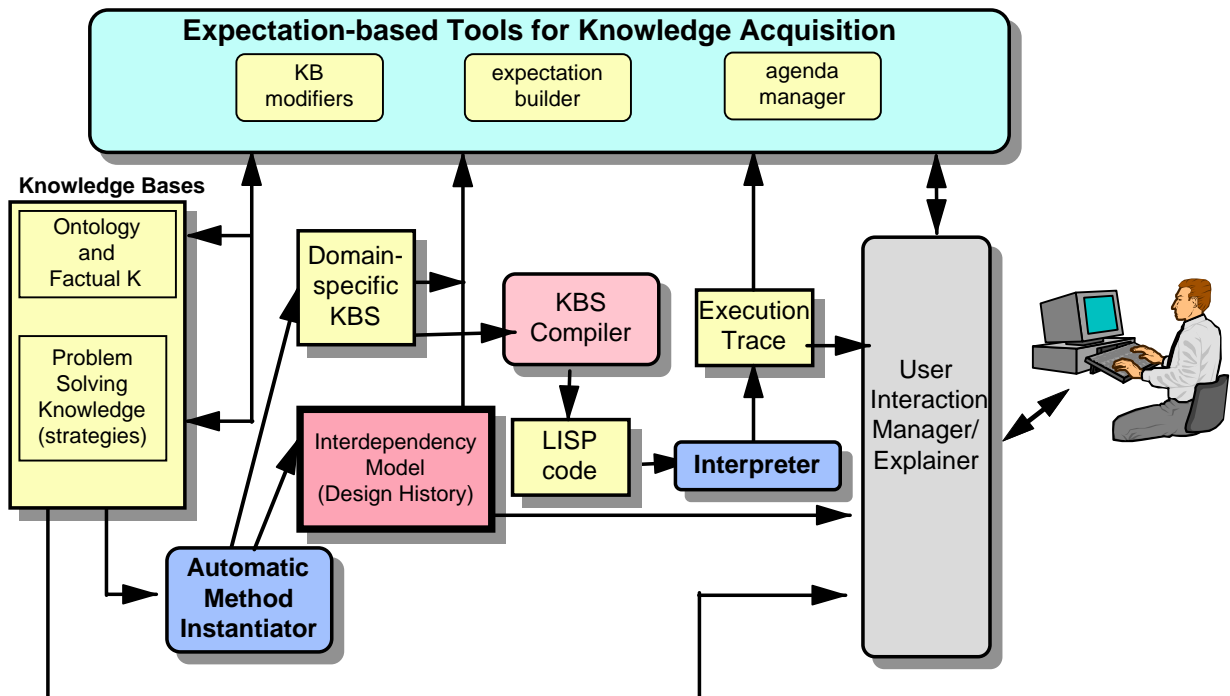 Expectation-based Tools for Knowledge Acquisition
KB
modifiers
expectation
builder
agenda
manager
Knowledge Bases
Ontology
and
Factual K
Problem
Solving
Knowledge
(strategies)
Domain-
specific
KBS
KBS
Compiler
Execution
Trace
Interdependency
Model
(Design History)
LISP
code
Interpreter
User
Interaction
Manager/
Explainer
Automatic
Method
Instantiator